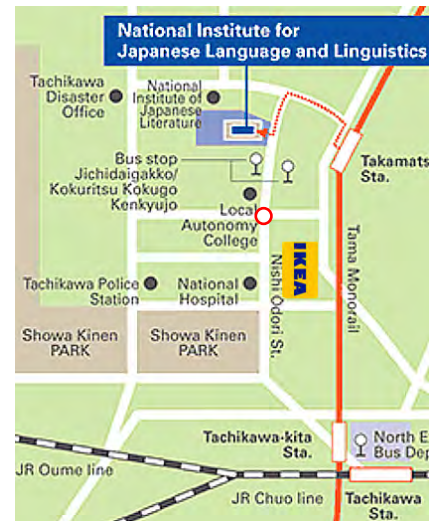 National Institute for
Japanese Language and Linguistics
Tachikawa
Disaster
Office
National
Institute of
Japanese
Literature
Bus stop
Jichidaigakko/
Kokuritsu Kokugo
Kenkyujo
Takamats
Sta.
Local
Autonomy
College
IKEA
Nishi Odori St.
Tama Monorail
Tachikawa Police
Station
National
Hospital
Showa Kinen
PARK
Showa Kinen
PARK
Tachikawa-kita
Sta.
North E
Bus Dep
JR Oume line
JR Chuo line
Tachikawa
Sta.